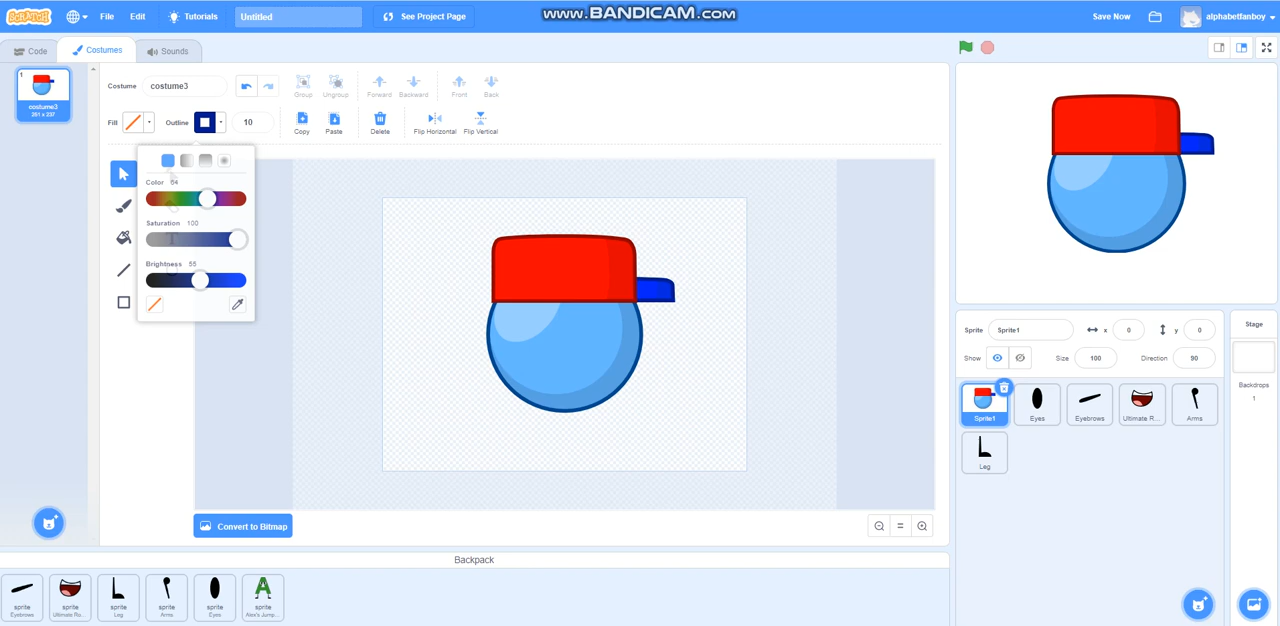 SCRATCH File Edit Tutorials Untitled See Project Page www.BANDICAM.com Save Now alphabetfanboy
Code Costumes Sounds
1
costume3
261 x 237
Costume costume3 Group Ungroup Forward Backward Front Back
Fill Outline 10 Copy Paste Delete Flip Horizontal Flip Vertical
Color 64
Saturation 100
Brightness 55
T
Convert to Bitmap
Sprite Sprite1 x 0 y 0
Show Size 100 Direction 90
Sprite1 Eyes Eyebrows Ultimate R... Arms
Leg
Stage
Backdrops
1
Backpack
sprite sprite sprite sprite sprite sprite
Eyebrows Ultimate Ro... Leg Arms Eyes Alex's Jump...